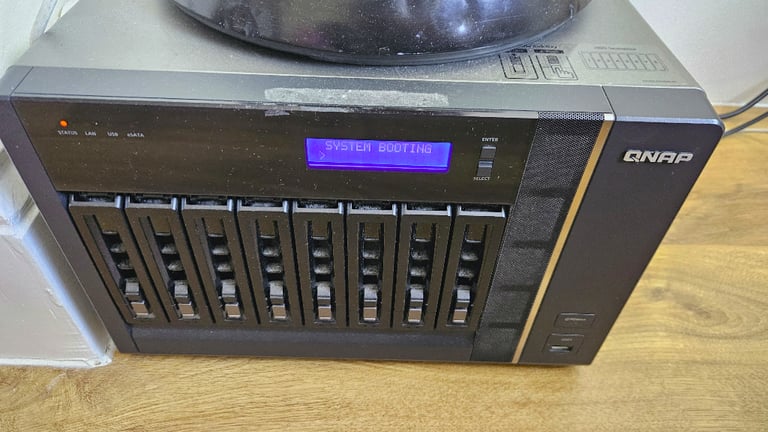 STATUS LAN USB eSATA
SYSTEM BOOTING
>
ENTER
SELECT
QNAP